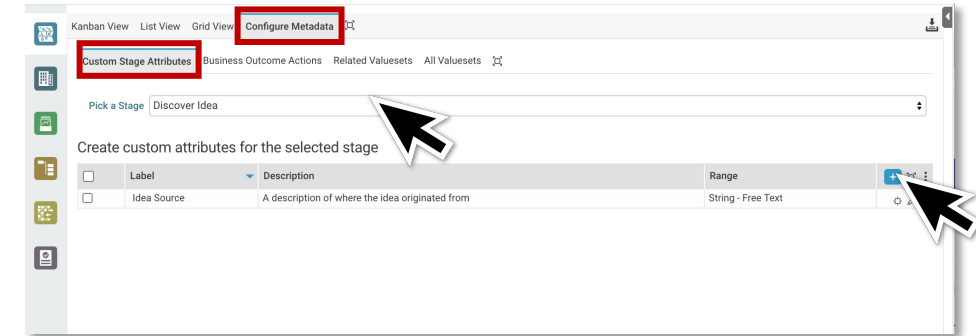 Kanban View List View Grid View Configure Metadata
Custom Stage Attributes Business Outcome Actions Related Valuesets All Valuesets
Pick a Stage Discover Idea
Create custom attributes for the selected stage
Label Description Range
Idea Source A description of where the idea originated from String - Free Text